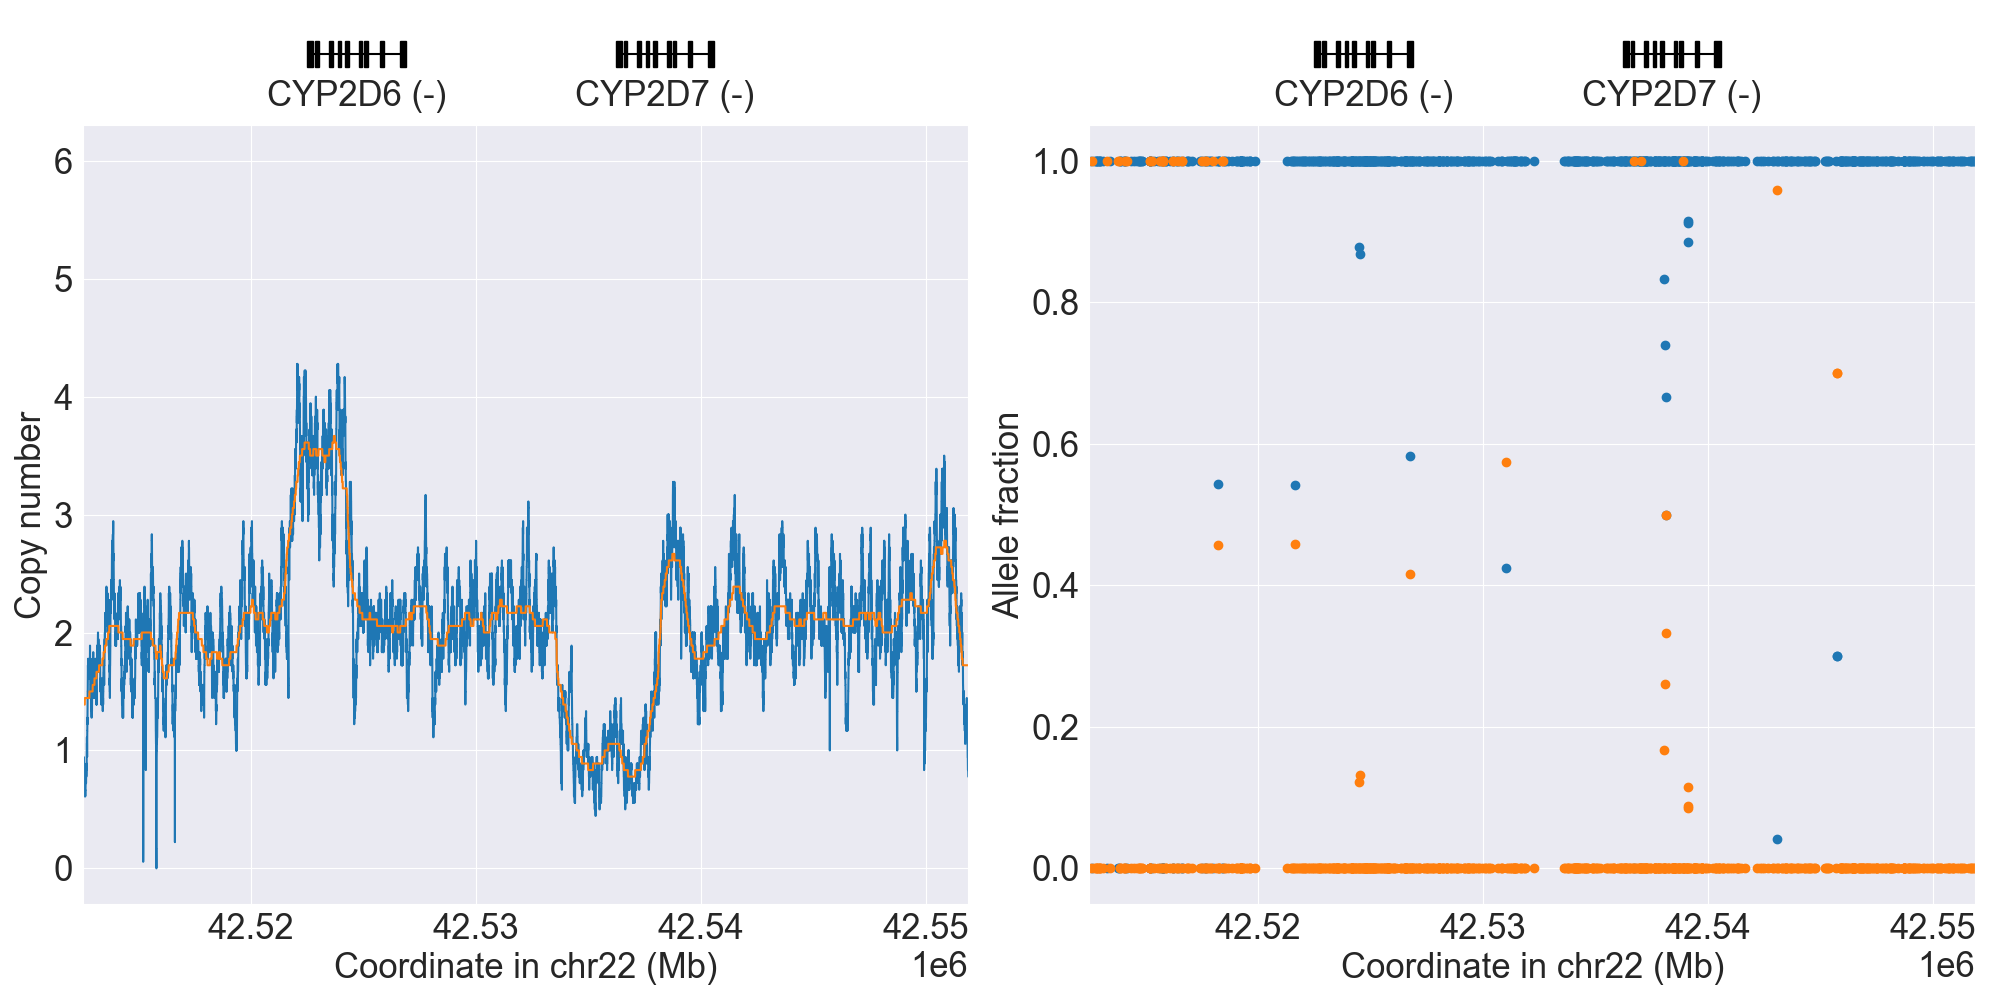 CYP2D6 (-) CYP2D7 (-)
6
5
4
3
2
1
0
Copy number
42.52 42.53 42.54 42.55
Coordinate in chr22 (Mb)
1e6
CYP2D6 (-) CYP2D7 (-)
1.0
0.8
0.6
0.4
0.2
0.0
Allele fraction
42.52 42.53 42.54 42.55
Coordinate in chr22 (Mb)
1e6